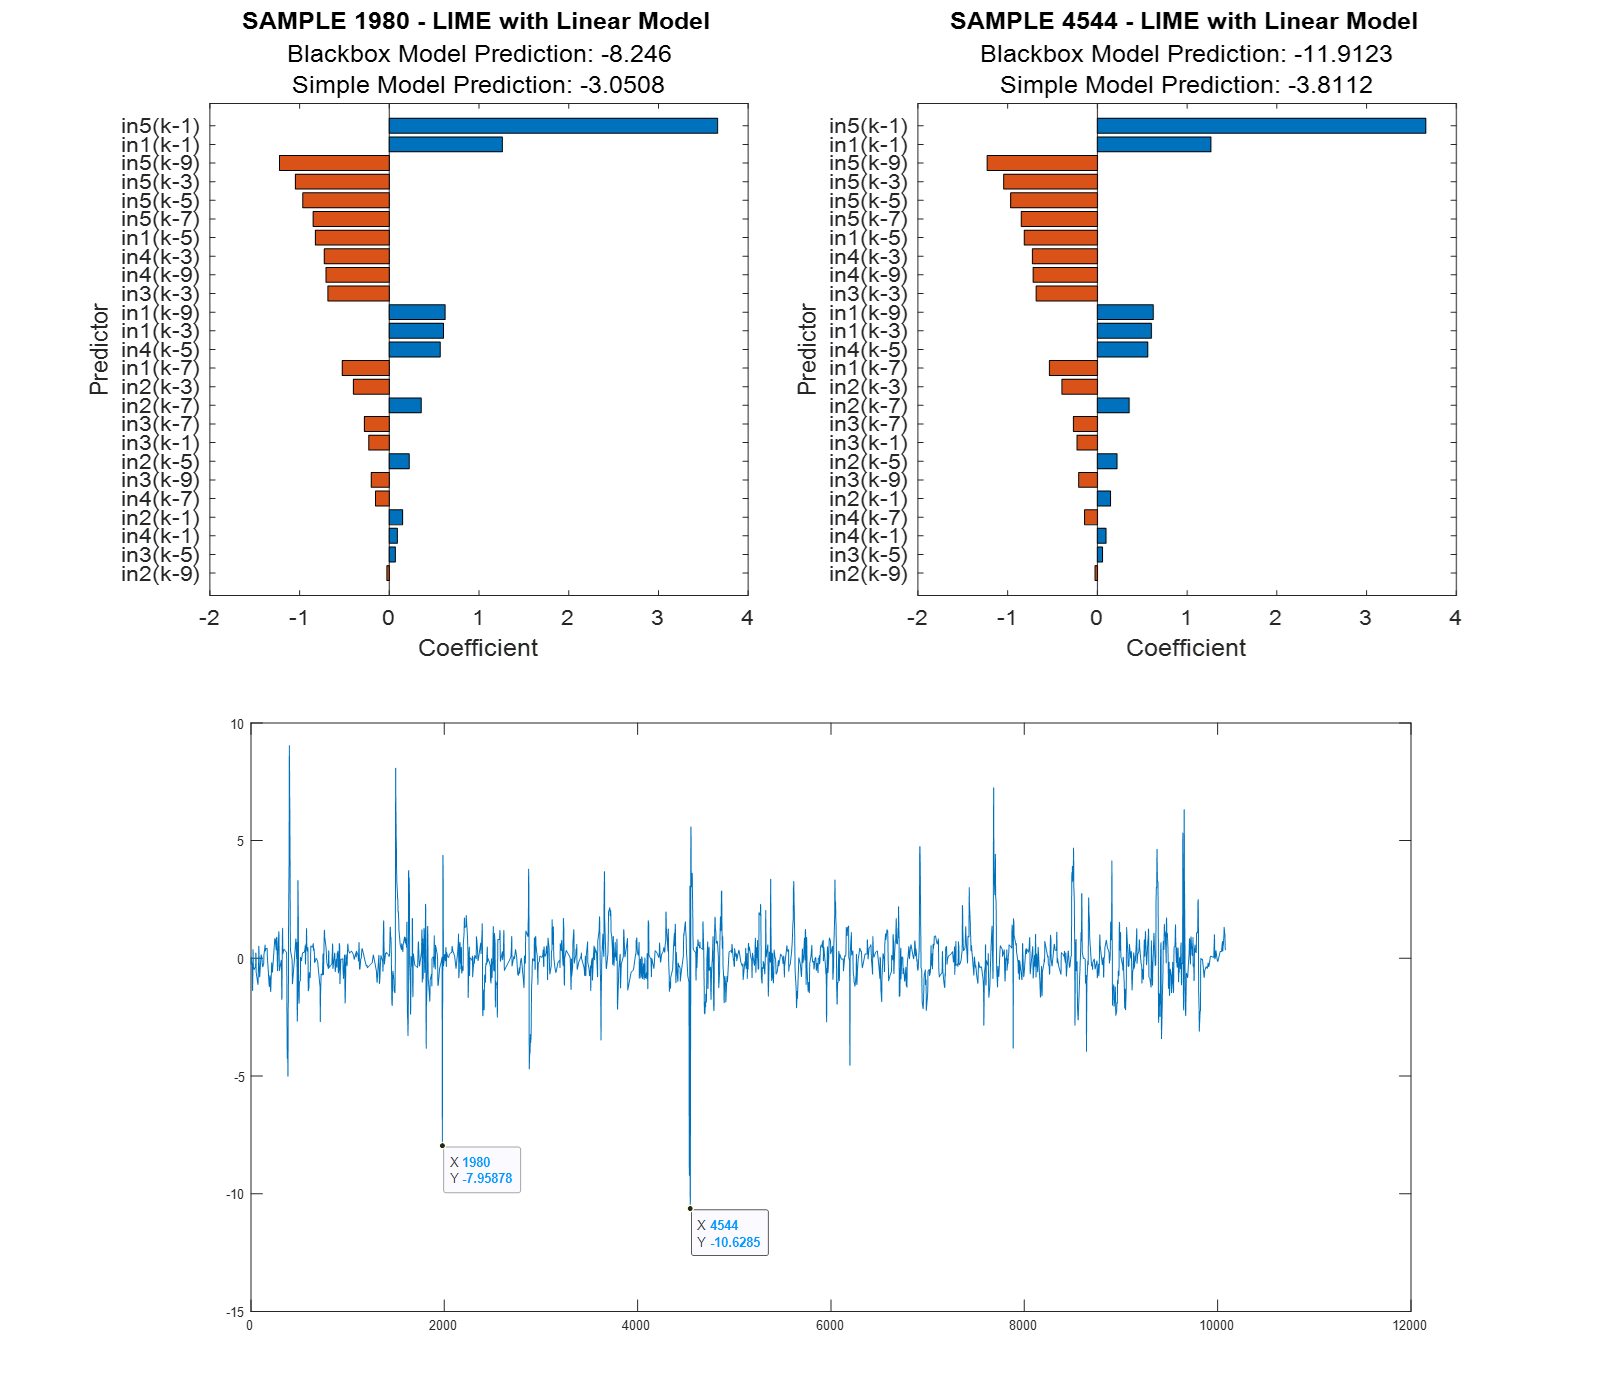 SAMPLE 1980 - LIME with Linear Model
Blackbox Model Prediction: -8.246
Simple Model Prediction: -3.0508
in5(k-1)
in1(k-1)
in5(k-9)
in5(k-3)
in5(k-5)
in5(k-7)
in1(k-5)
in4(k-3)
in4(k-9)
in3(k-3)
in1(k-9)
in1(k-3)
in4(k-5)
in1(k-7)
in2(k-3)
in2(k-7)
in3(k-7)
in3(k-1)
in2(k-5)
in3(k-9)
in4(k-7)
in2(k-1)
in4(k-1)
in3(k-5)
in2(k-9)
Predictor
-2 -1 0 1 2 3 4
Coefficient
SAMPLE 4544 - LIME with Linear Model
Blackbox Model Prediction: -11.9123
Simple Model Prediction: -3.8112
in5(k-1)
in1(k-1)
in5(k-9)
in5(k-3)
in5(k-5)
in5(k-7)
in1(k-5)
in4(k-3)
in4(k-9)
in3(k-3)
in1(k-9)
in1(k-3)
in4(k-5)
in1(k-7)
in2(k-3)
in2(k-7)
in3(k-7)
in3(k-1)
in2(k-5)
in3(k-9)
in2(k-1)
in4(k-7)
in4(k-1)
in3(k-5)
in2(k-9)
Predictor
-2 -1 0 1 2 3 4
Coefficient
10
5
0
-5
-10
-15
X 1980
Y -7.95878
X 4544
Y -10.6285
0 2000 4000 6000 8000 10000 12000